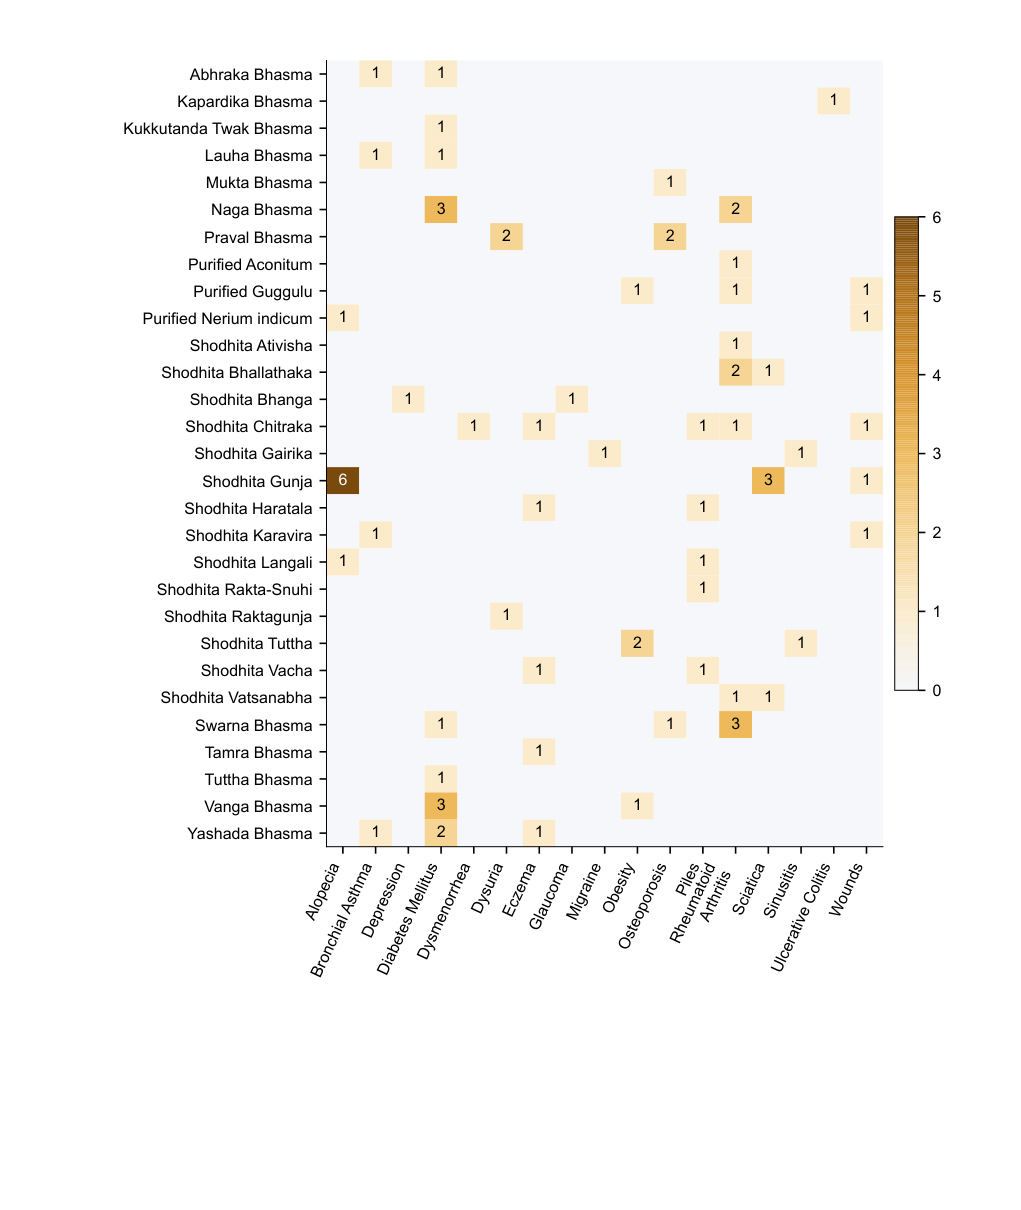 Abhraka Bhasma 1 1
Kapardika Bhasma 1
Kukkutanda Twak Bhasma 1
Lauha Bhasma 1 1
Mukta Bhasma 1
Naga Bhasma 3 2
Praval Bhasma 2 2
Purified Aconitum 1
Purified Guggulu 1 1 1
Purified Nerium indicum 1 1
Shodhita Ativisha 1
Shodhita Bhallathaka 2 1
Shodhita Bhanga 1 1
Shodhita Chitraka 1 1 1 1 1
Shodhita Gairika 1 1
Shodhita Gunja 6 3 1
Shodhita Haratala 1 1
Shodhita Karavira 1 1
Shodhita Langali 1 1
Shodhita Rakta-Snuhi 1
Shodhita Raktagunja 1
Shodhita Tuttha 2 1
Shodhita Vacha 1 1
Shodhita Vatsanabha 1 1
Swarna Bhasma 1 1 3
Tamra Bhasma 1
Tuttha Bhasma 1
Vanga Bhasma 3 1
Yashada Bhasma 1 2 1
6
5
4
3
2
1
0
Alopecia
Bronchial Asthma
Depression
Diabetes Mellitus
Dysmenorrhea
Dysuria
Eczema
Glaucoma
Migraine
Obesity
Osteoporosis
Piles
Rheumatoid
Arthritis
Sciatica
Sinusitis
Ulcerative Colitis
Wounds